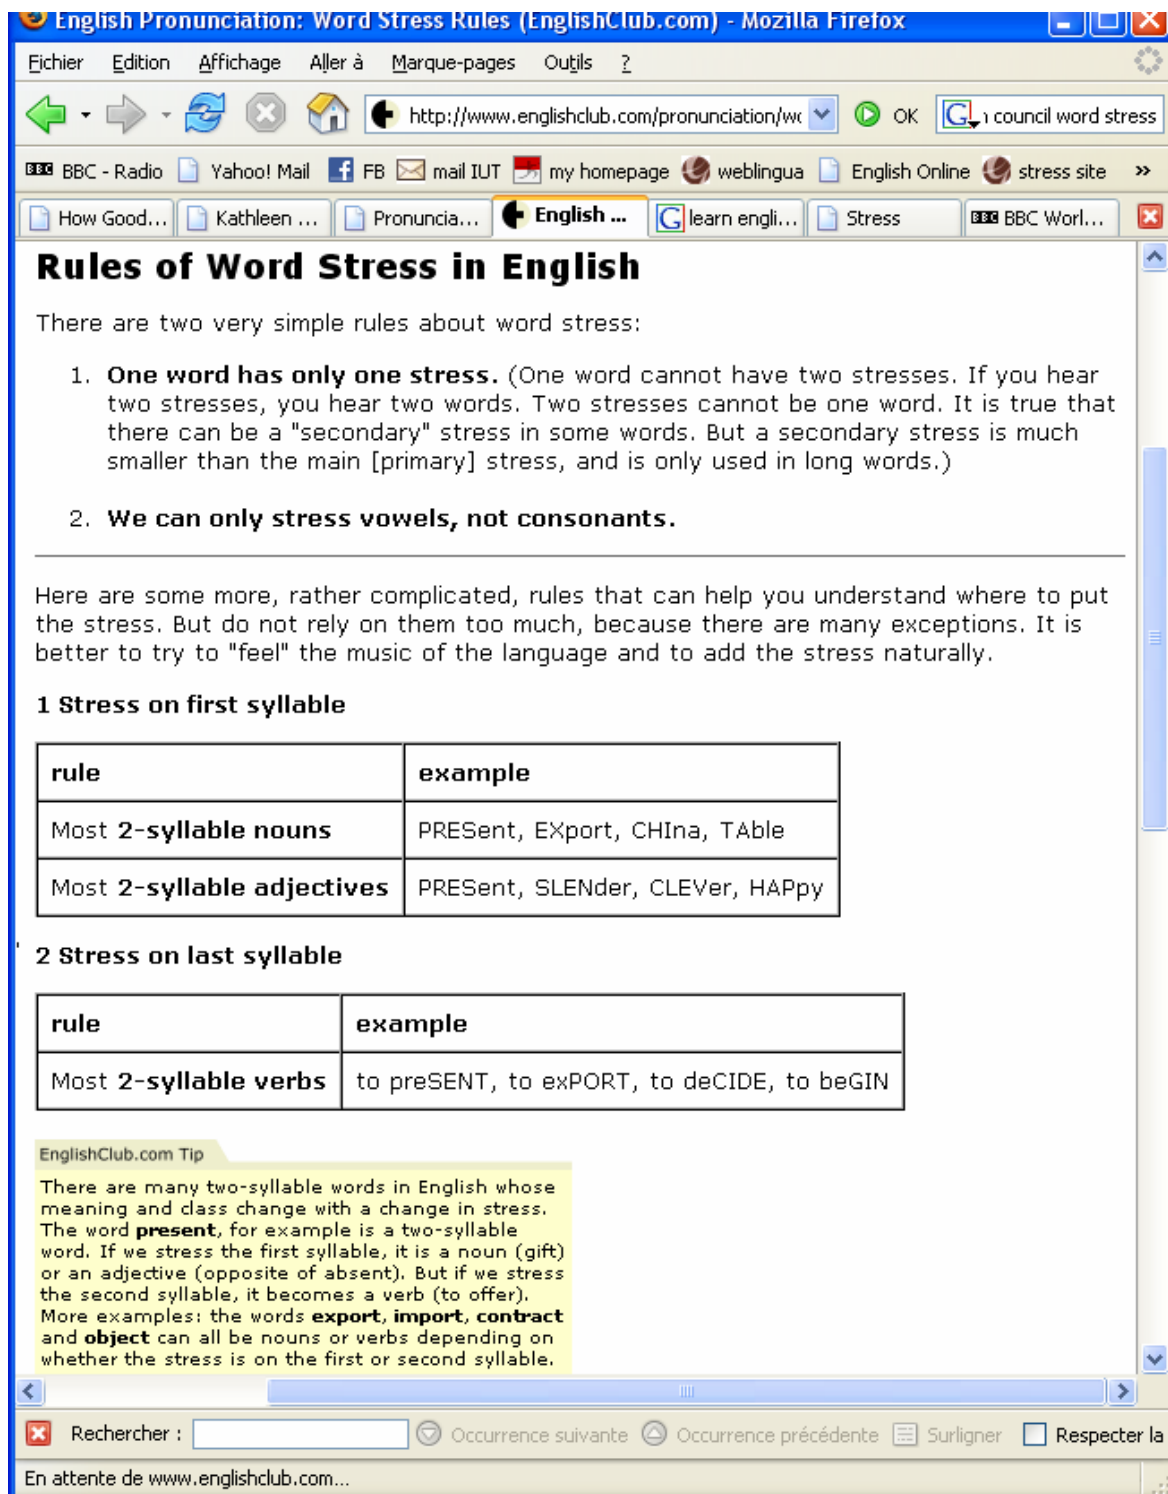 English Pronunciation: Word Stress Rules (EnglishClub.com) - Mozilla Firefox
Fichier Edition Affichage Aller à Marque-pages Outils ?
http://www.englishclub.com/pronunciation/wo OK G council word stress
BBC BBC - Radio Yahoo! Mail f FB mail IUT my homepage weblingua English Online stress site »
How Good... Kathleen ... Pronuncia... English ... G learn engli... Stress BBC BBC Worl...
Rules of Word Stress in English
There are two very simple rules about word stress:
1. One word has only one stress. (One word cannot have two stresses. If you hear
two stresses, you hear two words. Two stresses cannot be one word. It is true that
there can be a "secondary" stress in some words. But a secondary stress is much
smaller than the main [primary] stress, and is only used in long words.)
2. We can only stress vowels, not consonants.
Here are some more, rather complicated, rules that can help you understand where to put
the stress. But do not rely on them too much, because there are many exceptions. It is
better to try to "feel" the music of the language and to add the stress naturally.
1 Stress on first syllable
rule example
Most 2-syllable nouns PRESent, EXport, CHIna, TAble
Most 2-syllable adjectives PRESent, SLENder, CLEVer, HAPpy
2 Stress on last syllable
rule example
Most 2-syllable verbs to preSENT, to exPORT, to deCIDE, to beGIN
EnglishClub.com Tip
There are many two-syllable words in English whose
meaning and class change with a change in stress.
The word present, for example is a two-syllable
word. If we stress the first syllable, it is a noun (gift)
or an adjective (opposite of absent). But if we stress
the second syllable, it becomes a verb (to offer).
More examples: the words export, import, contract
and object can all be nouns or verbs depending on
whether the stress is on the first or second syllable.
Rechercher : Occurrence suivante Occurrence précédente Surligner Respecter la
En attente de www.englishclub.com...